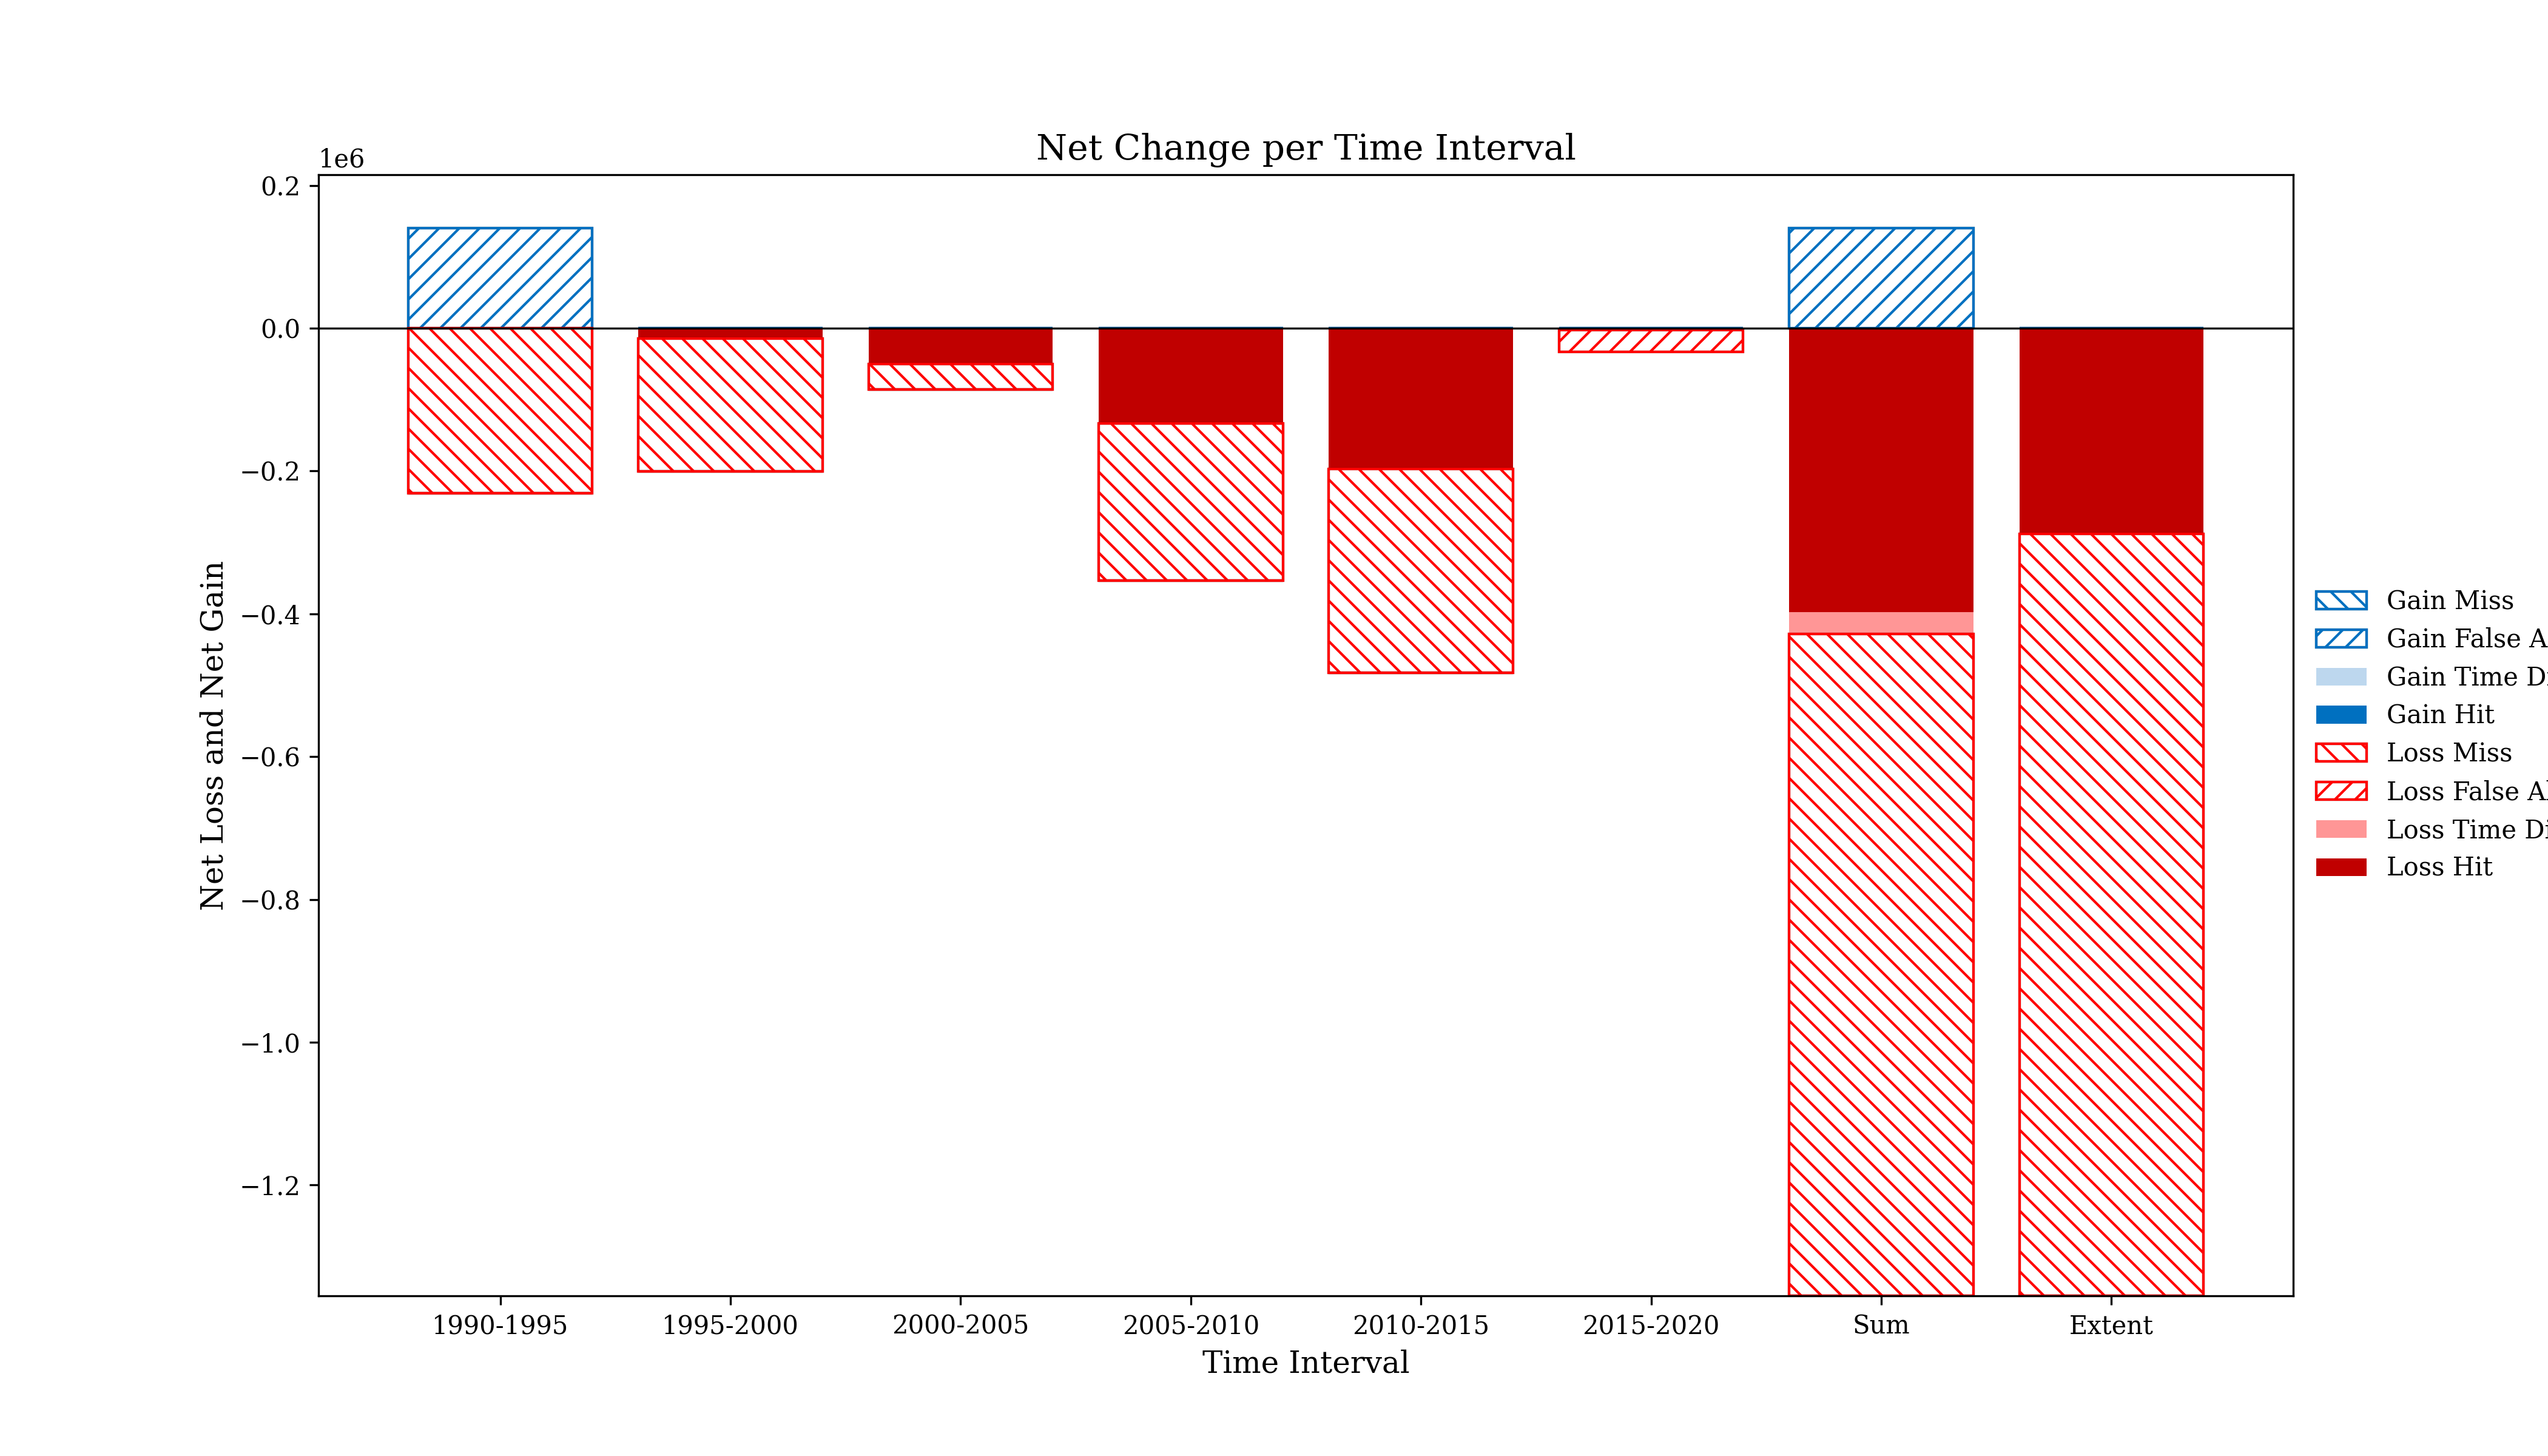 Net Change per Time Interval
1e6
0.2
0.0
−0.2
−0.4
−0.6
−0.8
−1.0
−1.2
Net Loss and Net Gain
1990-1995
1995-2000
2000-2005
2005-2010
2010-2015
2015-2020
Sum
Extent
Time Interval
Gain Miss
Gain False
Gain Time
Gain Hit
Loss Miss
Loss False
Loss Time
Loss Hit